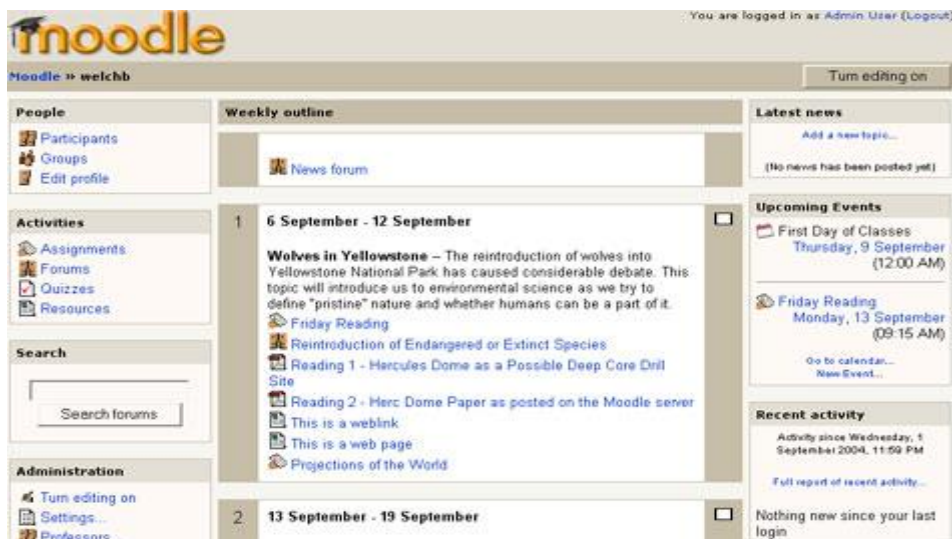 moodle
You are logged in as Admin User (Logout)
Moodle » welchb
Turn editing on
People
Participants
Groups
Edit profile
Activities
Assignments
Forums
Quizzes
Resources
Search
Search forums
Administration
Turn editing on
Settings...
Professors...
Weekly outline
News forum
1
6 September - 12 September
Wolves in Yellowstone – The reintroduction of wolves into
Yellowstone National Park has caused considerable debate. This
topic will introduce us to environmental science as we try to
define "pristine" nature and whether humans can be a part of it.
Friday Reading
Reintroduction of Endangered or Extinct Species
Reading 1 - Hercules Dome as a Possible Deep Core Drill
Site
Reading 2 - Herc Dome Paper as posted on the Moodle server
This is a weblink
This is a web page
Projections of the World
2
13 September - 19 September
Latest news
Add a new topic...
(No news has been posted yet)
Upcoming Events
First Day of Classes
Thursday, 9 September
(12:00 AM)
Friday Reading
Monday, 13 September
(09:15 AM)
Go to calendar...
New Event...
Recent activity
Activity since Wednesday, 1
September 2004, 11:59 PM
Full report of recent activity...
Nothing new since your last
login